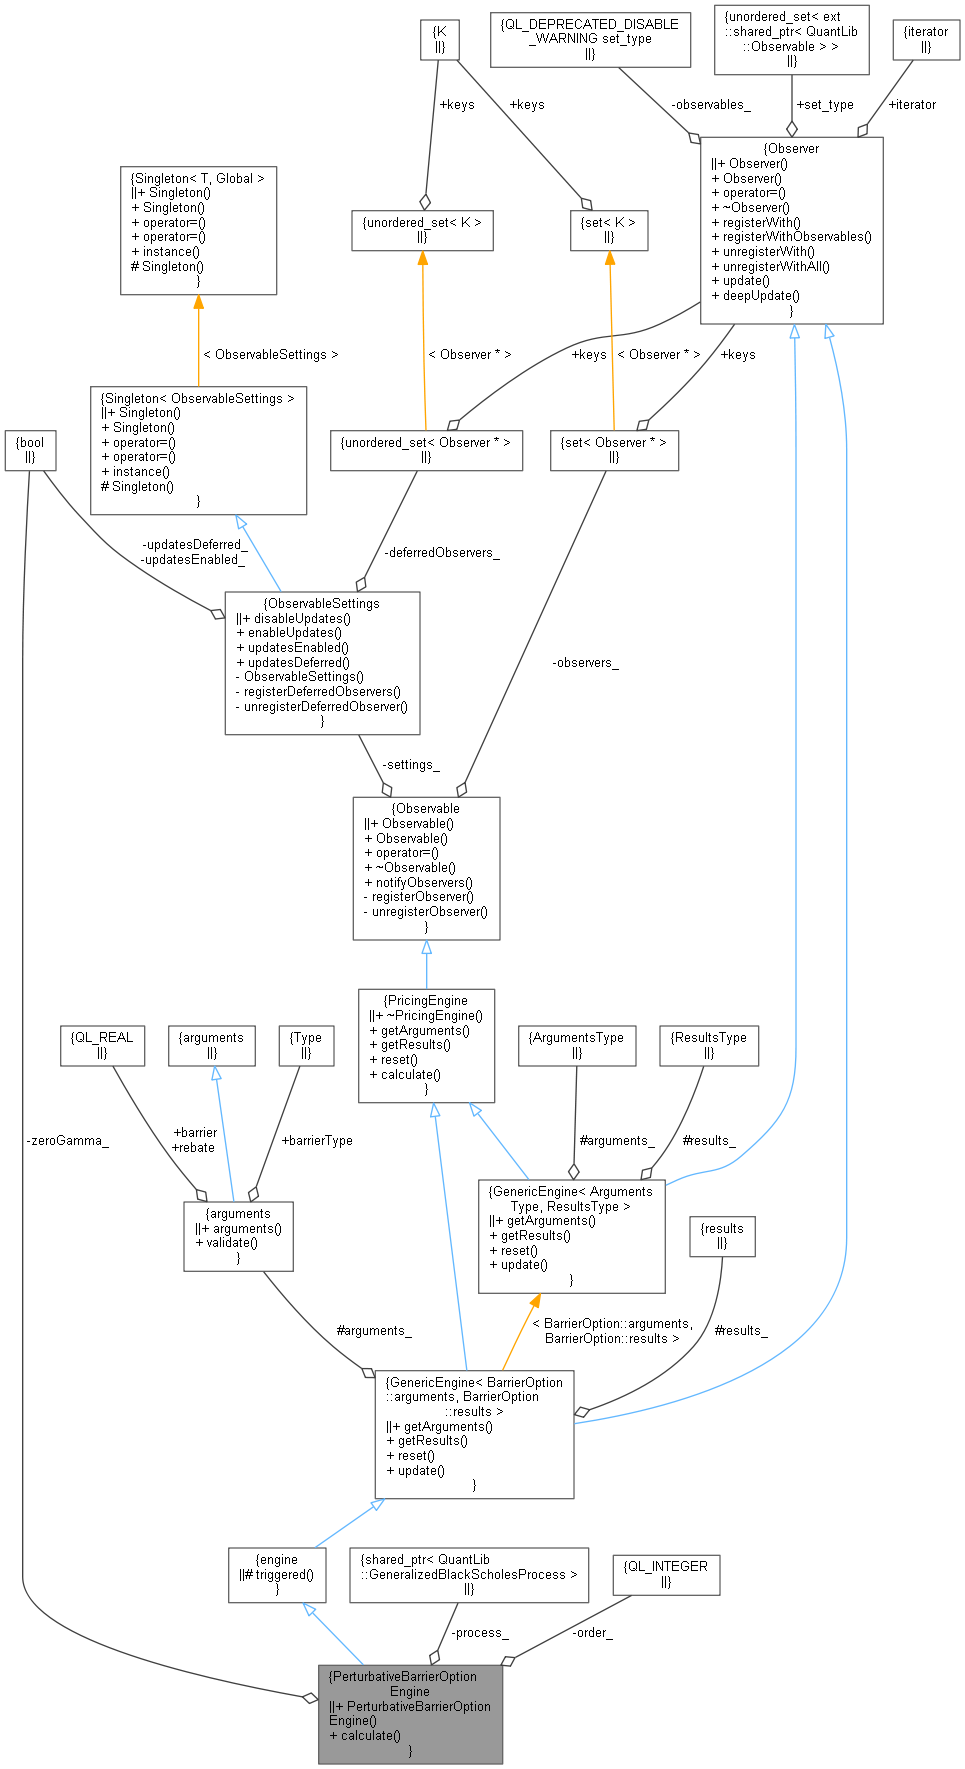 {K
||}
{QL_DEPRECATED_DISABLE
_WARNING set_type
||}
{unordered_set< ext
::shared_ptr< QuantLib
::Observable > >
||}
{iterator
||}
+keys
+keys
-observables_
+set_type
+iterator
{Singleton< T, Global >
||+ Singleton()
+ Singleton()
+ operator=()
+ operator=()
+ instance()
# Singleton()
}
{unordered_set< K >
||}
{set< K >
||}
{Observer
||+ Observer()
+ Observer()
+ operator=()
+ ~Observer()
+ registerWith()
+ registerWithObservables()
+ unregisterWith()
+ unregisterWithAll()
+ update()
+ deepUpdate()
}
< ObservableSettings >
< Observer * >
+keys
< Observer * >
+keys
{Singleton< ObservableSettings >
||+ Singleton()
+ Singleton()
+ operator=()
+ operator=()
+ instance()
# Singleton()
}
{bool
||}
{unordered_set< Observer * >
||}
{set< Observer * >
||}
-updatesDeferred_
-updatesEnabled_
-deferredObservers_
{ObservableSettings
||+ disableUpdates()
+ enableUpdates()
+ updatesEnabled()
+ updatesDeferred()
- ObservableSettings()
- registerDeferredObservers()
- unregisterDeferredObserver()
}
-observers_
-settings_
{Observable
||+ Observable()
+ Observable()
+ operator=()
+ ~Observable()
+ notifyObservers()
- registerObserver()
- unregisterObserver()
}
{PricingEngine
||+ ~PricingEngine()
+ getArguments()
+ getResults()
+ reset()
+ calculate()
}
{QL_REAL
||}
{arguments
||}
{Type
||}
{ArgumentsType
||}
{ResultsType
||}
-zeroGamma_
+barrier
+rebate
+barrierType
#arguments_
#results_
{arguments
||+ arguments()
+ validate()
}
{GenericEngine< Arguments
Type, ResultsType >
||+ getArguments()
+ getResults()
+ reset()
+ update()
}
{results
||}
#arguments_
< BarrierOption::arguments,
BarrierOption::results >
#results_
{GenericEngine< BarrierOption
::arguments, BarrierOption
::results >
||+ getArguments()
+ getResults()
+ reset()
+ update()
}
{engine
||# triggered()
}
{shared_ptr< QuantLib
::GeneralizedBlackScholesProcess >
||}
{QL_INTEGER
||}
-process_
-order_
{PerturbativeBarrierOption
Engine
||+ PerturbativeBarrierOption
Engine()
+ calculate()
}